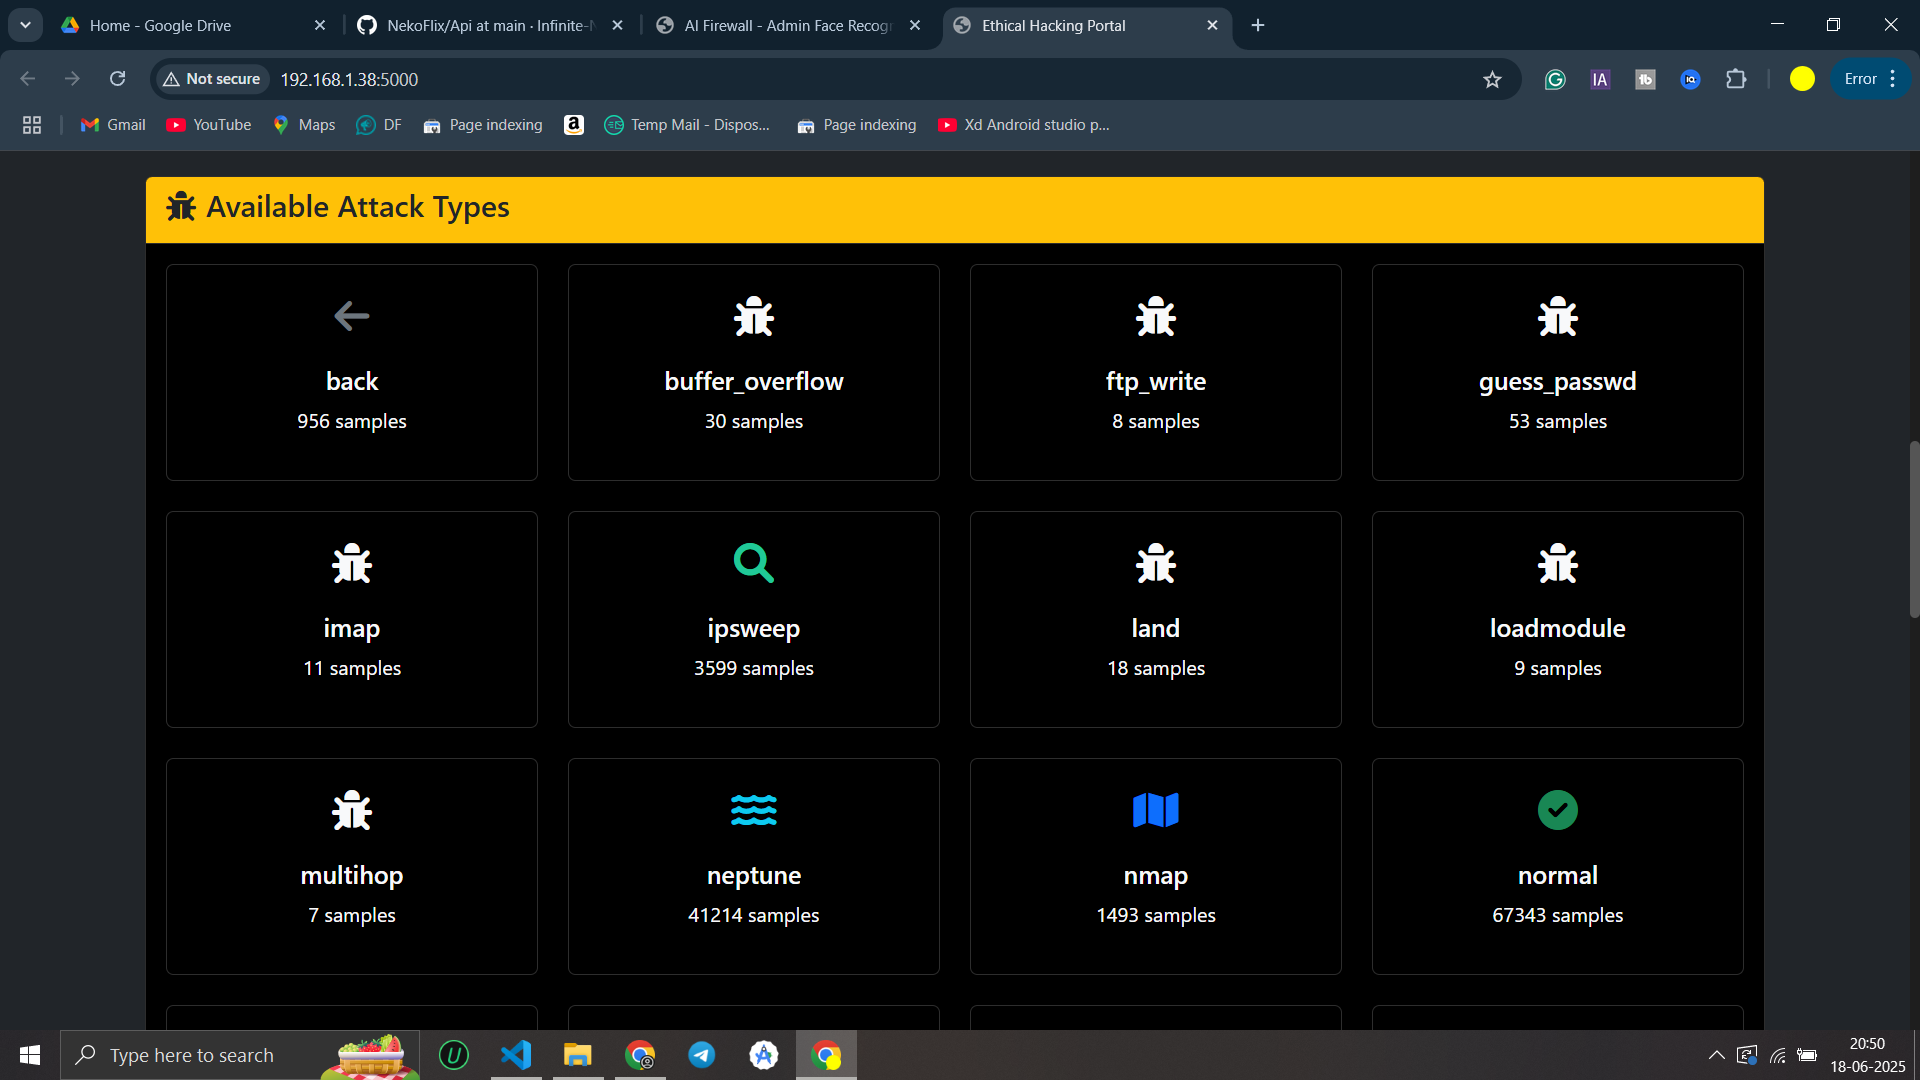 Home - Google Drive
NekoFlix/Api at main · Infinite-N
AI Firewall - Admin Face Recog
Ethical Hacking Portal
Not secure
192.168.1.38:5000
IA
tb
Error
Gmail
YouTube
Maps
DF
Page indexing
a
Temp Mail - Dispos...
Page indexing
Xd Android studio p...
Available Attack Types
back
956 samples
buffer_overflow
30 samples
ftp_write
8 samples
guess_passwd
53 samples
imap
11 samples
ipsweep
3599 samples
land
18 samples
loadmodule
9 samples
multihop
7 samples
neptune
41214 samples
nmap
1493 samples
normal
67343 samples
Type here to search
U
20:50
18-06-2025